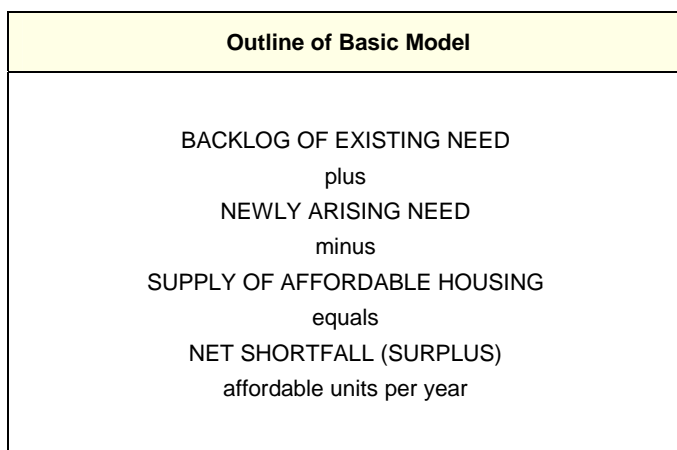 Outline of Basic Model
BACKLOG OF EXISTING NEED
plus
NEWLY ARISING NEED
minus
SUPPLY OF AFFORDABLE HOUSING
equals
NET SHORTFALL (SURPLUS)
affordable units per year